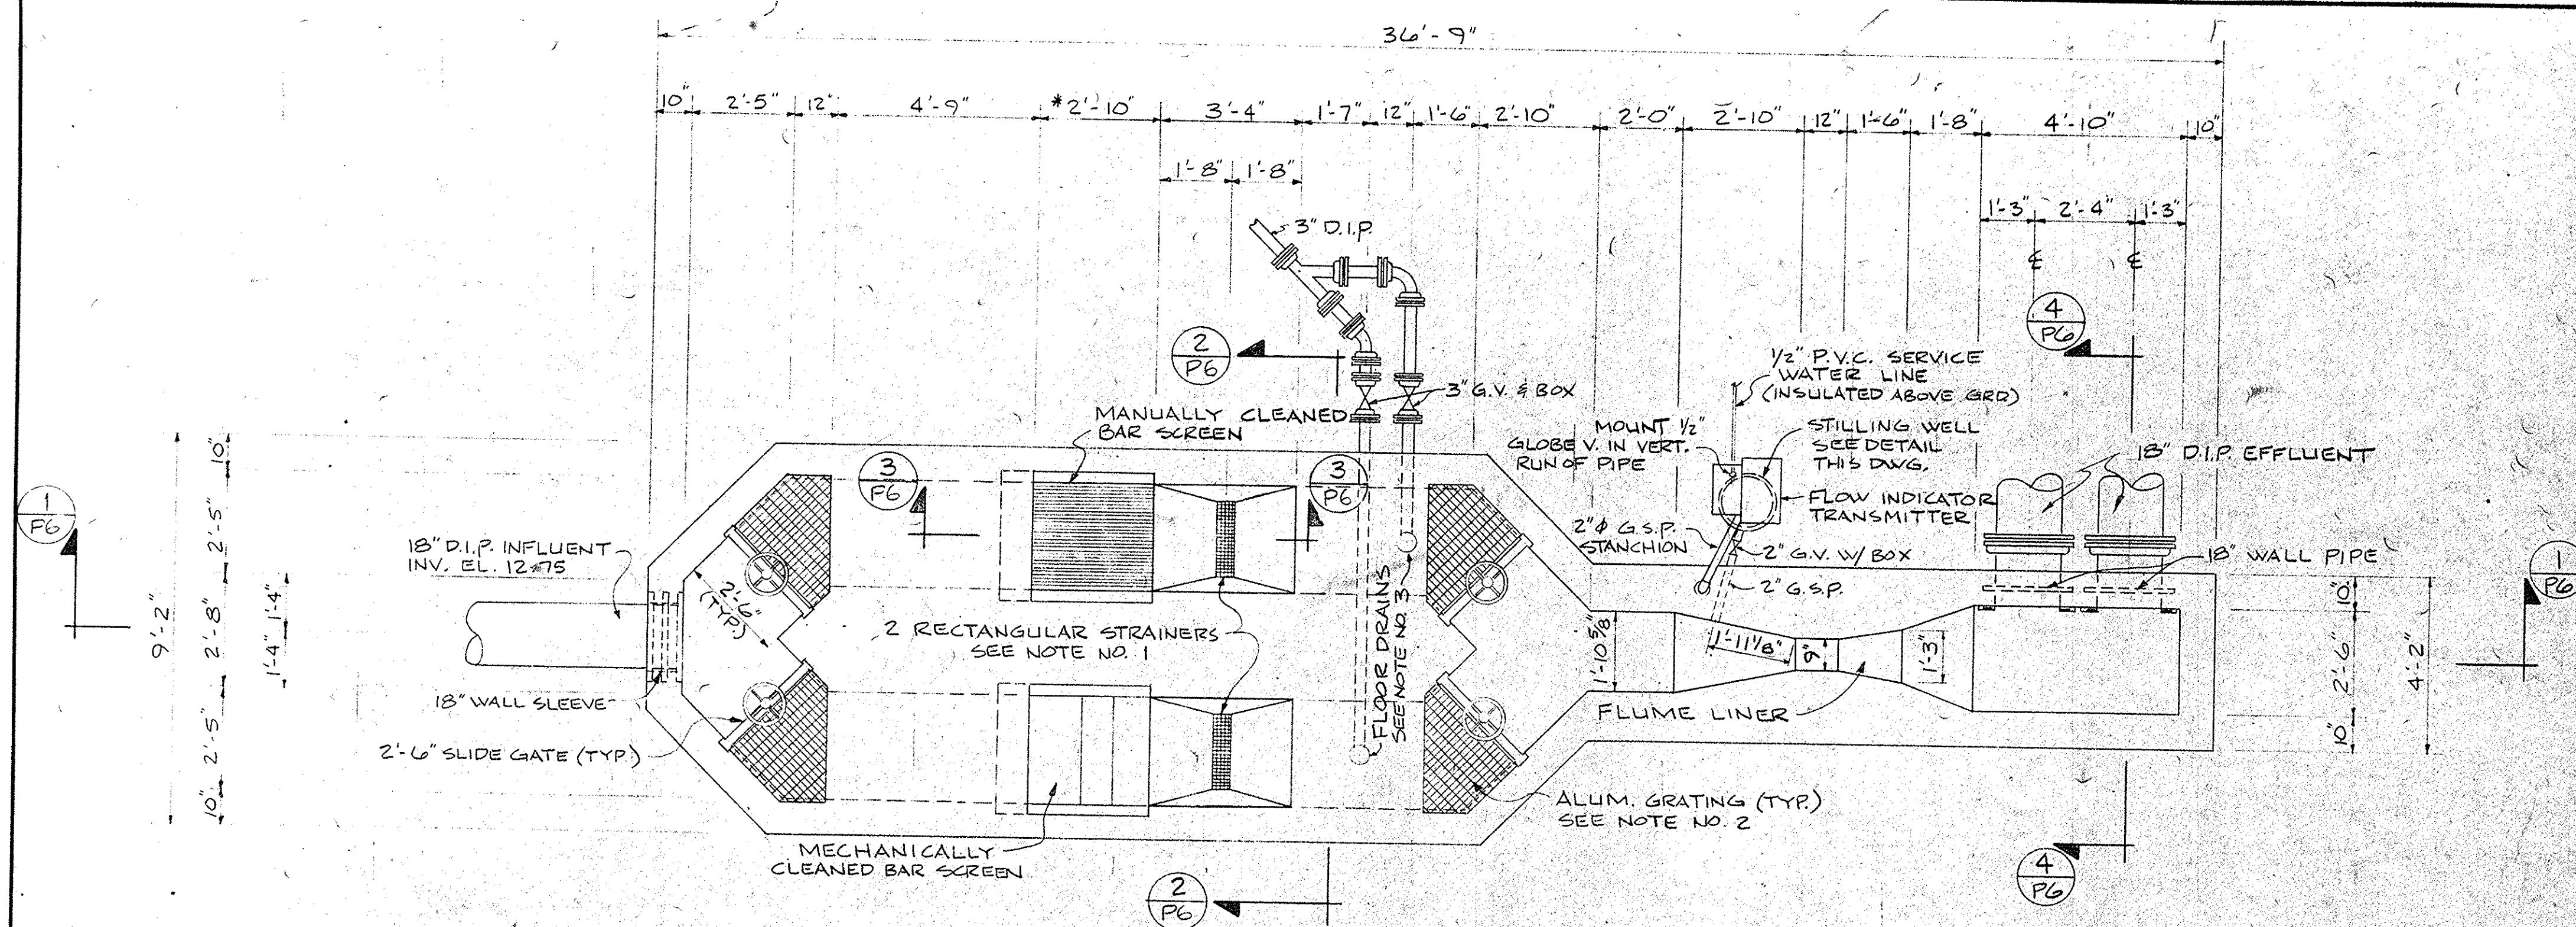 36'-9"
10" 2'-5" 12" 4'-9" *2'-10" 3'-4" 1'-7" 12" 1'-6" 2'-10" 2'-0" 2'-10" 12" 1'-6" 1'-8" 4'-10" 10"
1'-8" 1'-8"
1'-3" 2'-4" 1'-3"
3" D.I.P.
℄ ℄
4
P6
2
P6
1/2" P.V.C. SERVICE
WATER LINE
(INSULATED ABOVE GRD)
3" G.V. & BOX
MANUALLY CLEANED
BAR SCREEN
MOUNT 1/2"
GLOBE V. IN VERT.
RUN OF PIPE
STILLING WELL
SEE DETAIL
THIS DWG.
18" D.I.P. EFFLUENT
3
P6
3
P6
FLOW INDICATOR
TRANSMITTER
1
P6
18" D.I.P. INFLUENT
INV. EL. 12.75
2"φ G.S.P.
STANCHION
2" G.V. W/ BOX
18" WALL PIPE
1
P6
2" G.S.P.
2'-6"
(TYP.)
2 RECTANGULAR STRAINERS
SEE NOTE NO. 1
FLOOR DRAINS
SEE NOTE NO. 3
1'-10 5/8"
1'-11 1/8"
9"
1'-3"
10"
2'-6"
10"
4'-2"
9'-2"
10"
2'-5"
2'-8"
2'-5"
10"
1'-4"
1'-4"
18" WALL SLEEVE
FLUME LINER
2'-6" SLIDE GATE (TYP.)
ALUM. GRATING (TYP.)
SEE NOTE NO. 2
MECHANICALLY
CLEANED BAR SCREEN
2
P6
4
P6